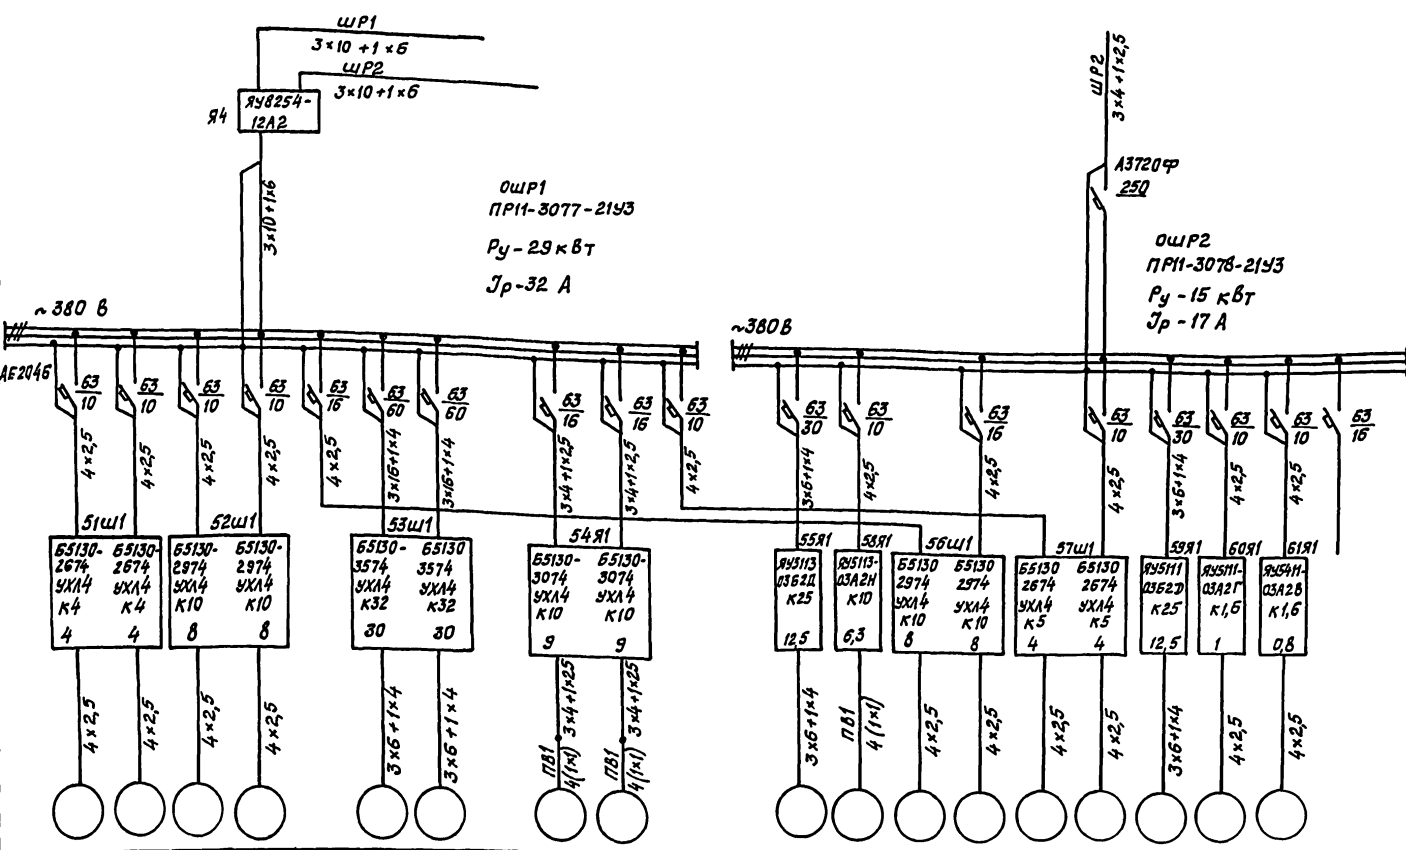 ШР1
3×10+1×6
ШР2
3×10+1×6
Я4
ЯУ8254-
12А2
3×10+1×6
ОШР1
ПР11-3077-21У3
Ру-29кВт
Jр-32 А
~380 В
АЕ2046
63/10
63/10
63/10
63/10
63/16
63/60
63/60
63/16
63/16
63/10
4×2,5
4×2,5
4×2,5
4×2,5
4×2,5
3×16+1×4
3×16+1×4
3×4+1×25
3×4+1×2,5
4×2,5
51Ш1
Б5130-
2674
УХЛ4
К4
4
Б5130-
2674
УХЛ4
К4
4
52Ш1
Б5130-
2974
УХЛ4
К10
8
Б5130-
2974
УХЛ4
К10
8
53Ш1
Б5130-
3574
УХЛ4
К32
30
Б5130
3574
УХЛ4
К32
30
54Я1
Б5130-
3074
УХЛ4
К10
9
Б5130-
3074
УХЛ4
К10
9
4×2,5
4×2,5
4×2,5
4×2,5
3×6+1×4
3×6+1×4
3×4+1×25
ПВ1
4(1×1)
3×4+1×25
ПВ1
4(1×1)
ШР2
3×4+1×2,5
А3720Ф
250
ОШР2
ПР11-3078-21У3
Ру-15 кВт
Jр-17А
~380В
63/30
63/10
63/16
63/10
63/30
63/10
63/10
63/16
3×6+1×4
4×2,5
4×2,5
4×2,5
3×6+1×4
4×2,5
4×2,5
55Я1
ЯУ5113
03Б2Д
К25
12,5
58Я1
ЯУ5113-
03А2Н
К10
6,3
56Ш1
Б5130
2974
УХЛ4
К10
8
Б5130
2974
УХЛ4
К10
8
57Ш1
Б5130
2674
УХЛ4
К5
4
Б5130
2674
УХЛ4
К5
4
59Я1
ЯУ5111
03Б2Д
К25
12,5
60Я1
ЯУ5111-
03А2Г
К1,6
1
61Я1
ЯУ5411-
03А2В
К1,6
0,8
3×6+1×4
ПВ1
4(1×1)
4×2,5
4×2,5
4×2,5
4×2,5
3×6+1×4
4×2,5
4×2,5